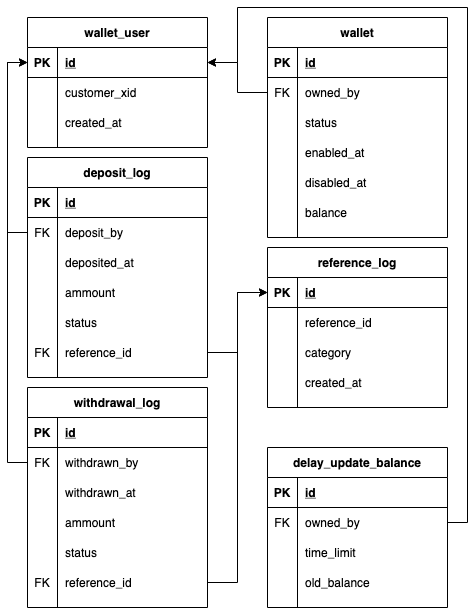 wallet_user
PK id
customer_xid
created_at
deposit_log
PK id
FK deposit_by
deposited_at
ammount
status
FK reference_id
withdrawal_log
PK id
FK withdrawn_by
withdrawn_at
ammount
status
FK reference_id
wallet
PK id
FK owned_by
status
enabled_at
disabled_at
balance
reference_log
PK id
reference_id
category
created_at
delay_update_balance
PK id
FK owned_by
time_limit
old_balance